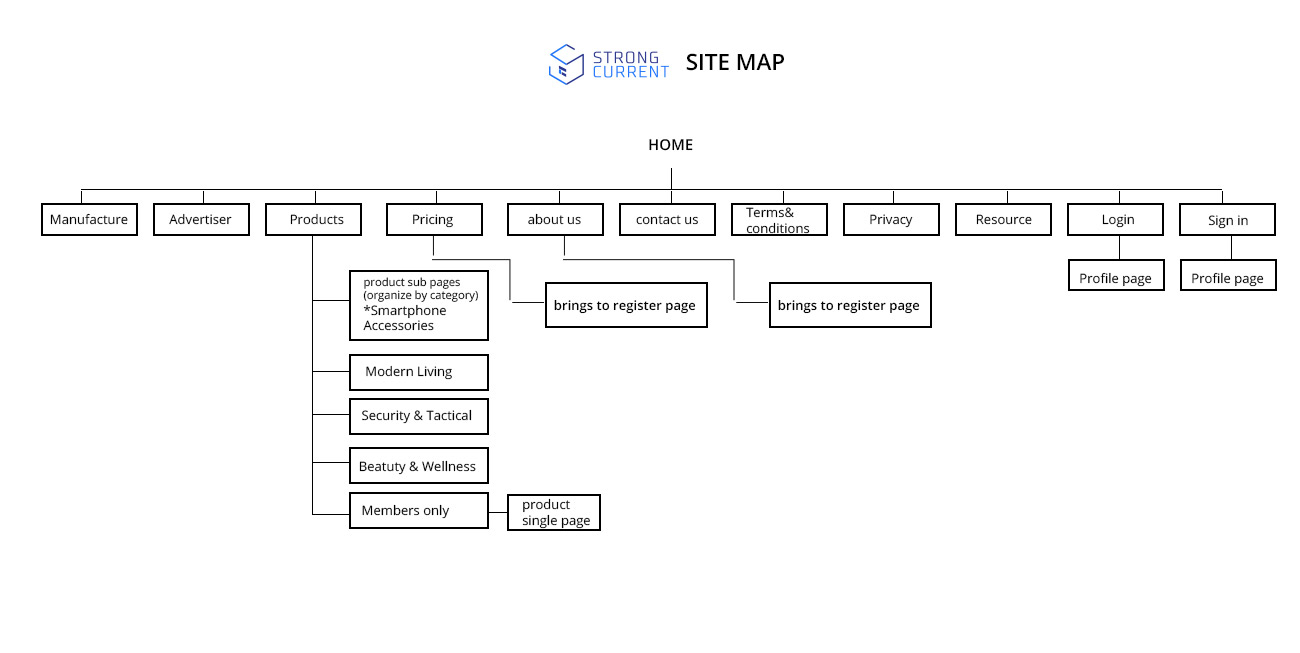 STRONG
CURRENT
SITE MAP
HOME
Manufacture
Advertiser
Products
Pricing
about us
contact us
Terms&
conditions
Privacy
Resource
Login
Sign in
product sub pages
(organize by category)
*Smartphone
Accessories
brings to register page
brings to register page
Profile page
Profile page
Modern Living
Security & Tactical
Beatuty & Wellness
Members only
product
single page